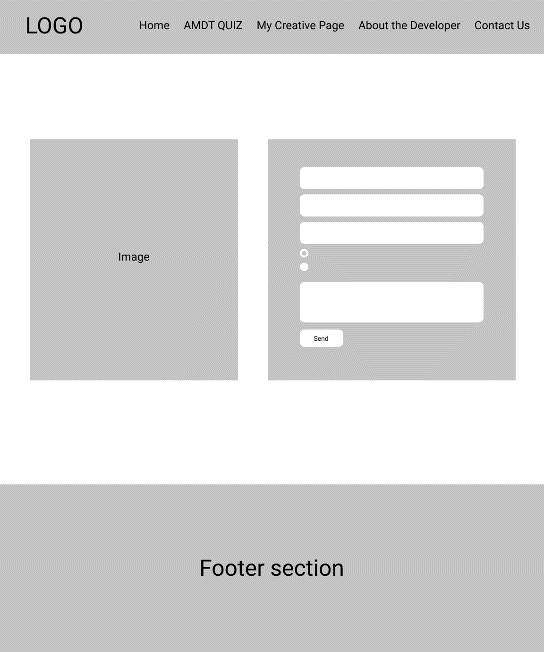 LOGO Home AMDT QUIZ My Creative Page About the Developer Contact Us
Image
Send
Footer section